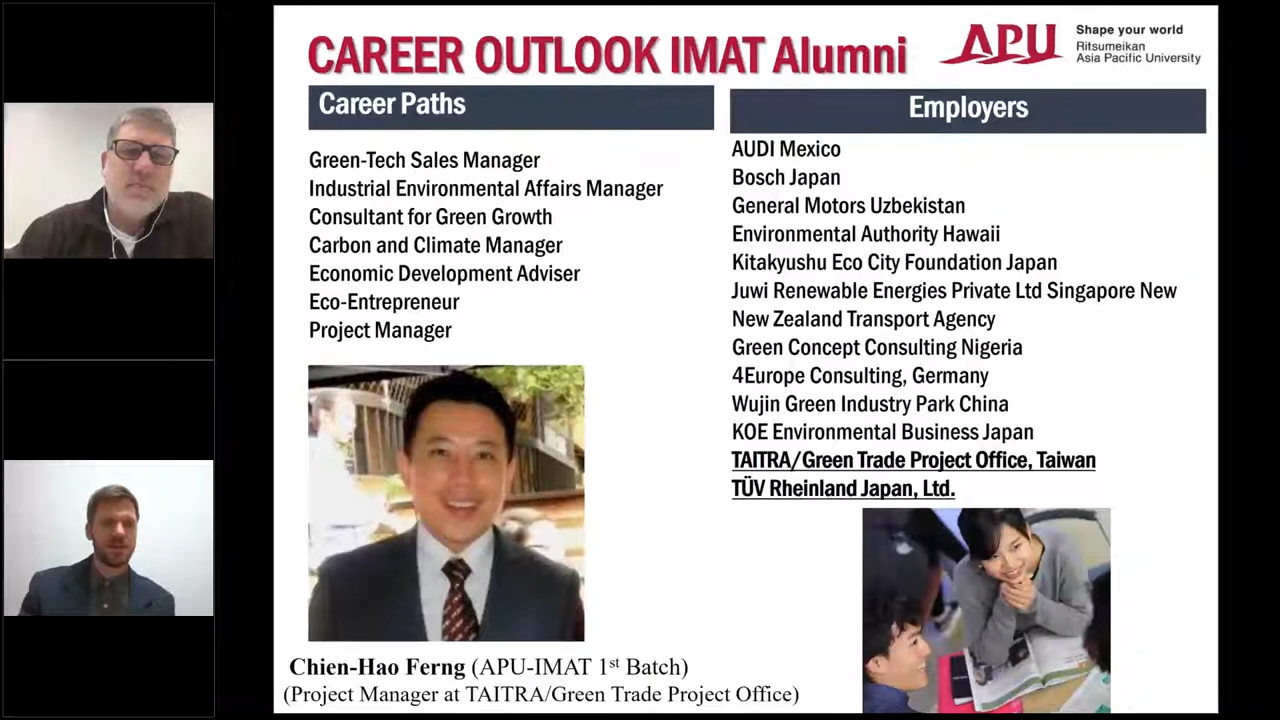 CAREER OUTLOOK IMAT Alumni
APU
Shape your world
Ritsumeikan
Asia Pacific University
Career Paths
Green-Tech Sales Manager
Industrial Environmental Affairs Manager
Consultant for Green Growth
Carbon and Climate Manager
Economic Development Adviser
Eco-Entrepreneur
Project Manager
Employers
AUDI Mexico
Bosch Japan
General Motors Uzbekistan
Environmental Authority Hawaii
Kitakyushu Eco City Foundation Japan
Juwi Renewable Energies Private Ltd Singapore New
New Zealand Transport Agency
Green Concept Consulting Nigeria
4Europe Consulting, Germany
Wujin Green Industry Park China
KOE Environmental Business Japan
TAITRA/Green Trade Project Office, Taiwan
TÜV Rheinland Japan, Ltd.
Chien-Hao Ferng (APU-IMAT 1st Batch)
(Project Manager at TAITRA/Green Trade Project Office)